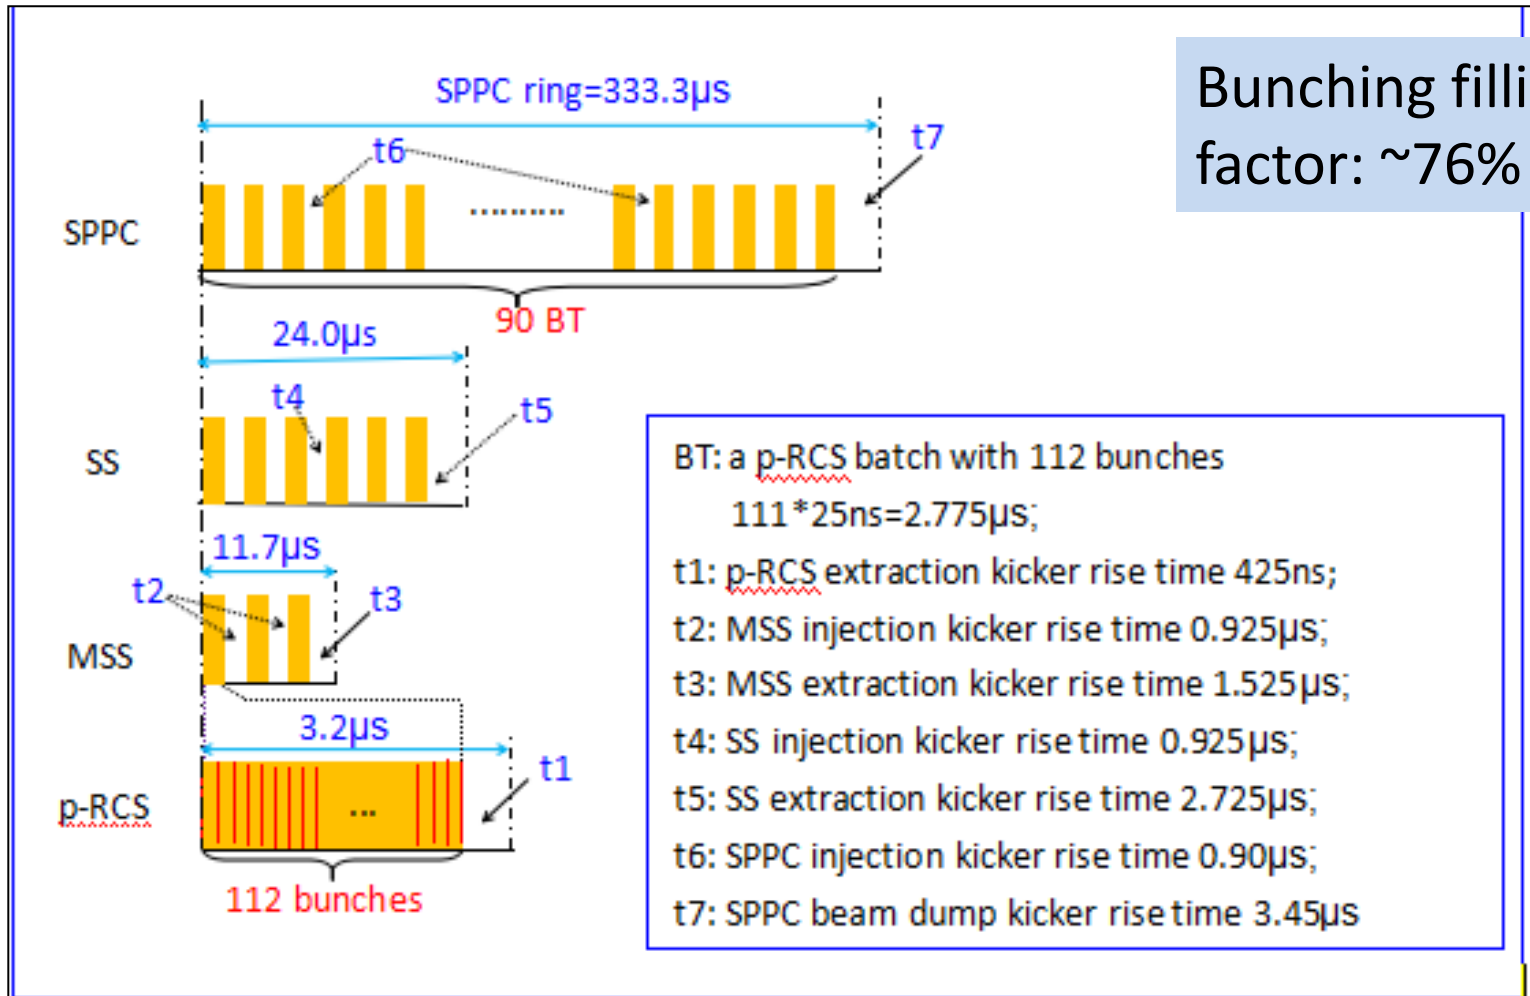 Bunching filli
factor: ~76%
SPPC ring=333.3µs
t6
t7
SPPC
90 BT
24.0µs
t4
t5
SS
11.7µs
t2
t3
MSS
3.2µs
t1
p-RCS
...
112 bunches
BT: a p-RCS batch with 112 bunches
111*25ns=2.775µs;
t1: p-RCS extraction kicker rise time 425ns;
t2: MSS injection kicker rise time 0.925µs;
t3: MSS extraction kicker rise time 1.525µs;
t4: SS injection kicker rise time 0.925µs;
t5: SS extraction kicker rise time 2.725µs;
t6: SPPC injection kicker rise time 0.90µs;
t7: SPPC beam dump kicker rise time 3.45µs